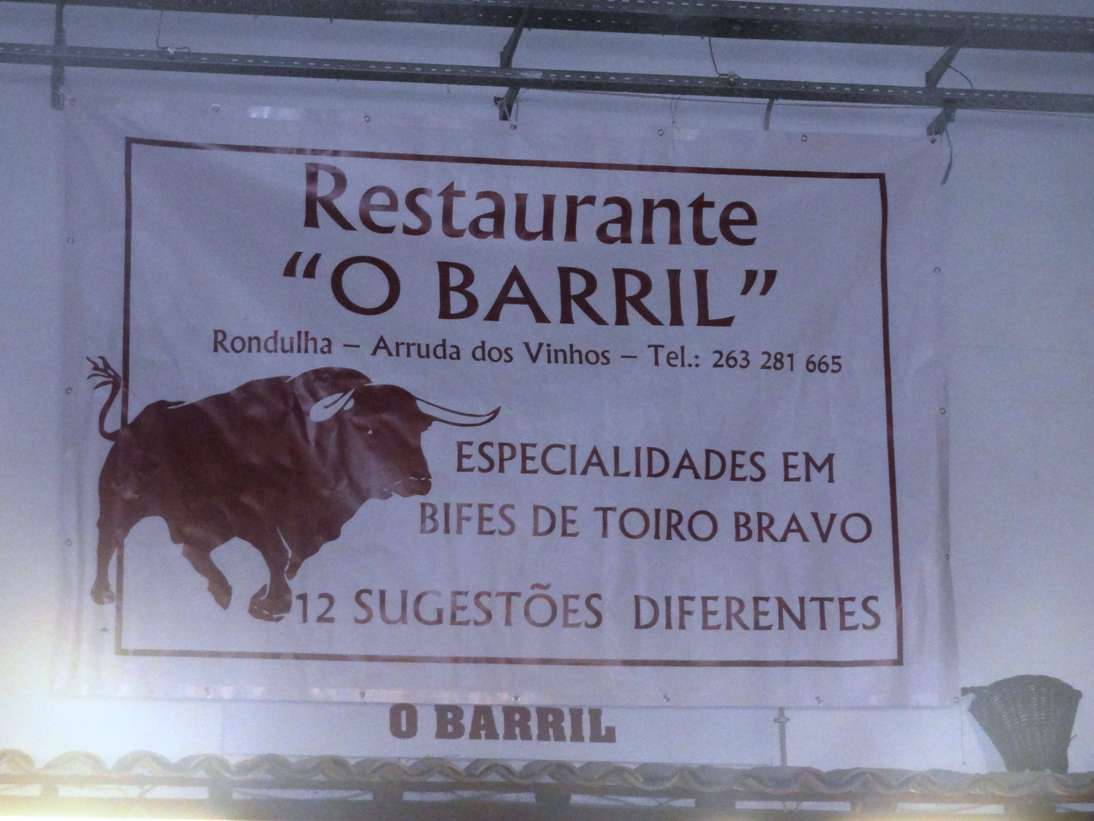 Restaurante
“O BARRIL”
Rondulha – Arruda dos Vinhos – Tel.: 263 281 665
ESPECIALIDADES EM
BIFES DE TOIRO BRAVO
12 SUGESTÕES DIFERENTES
O BARRIL